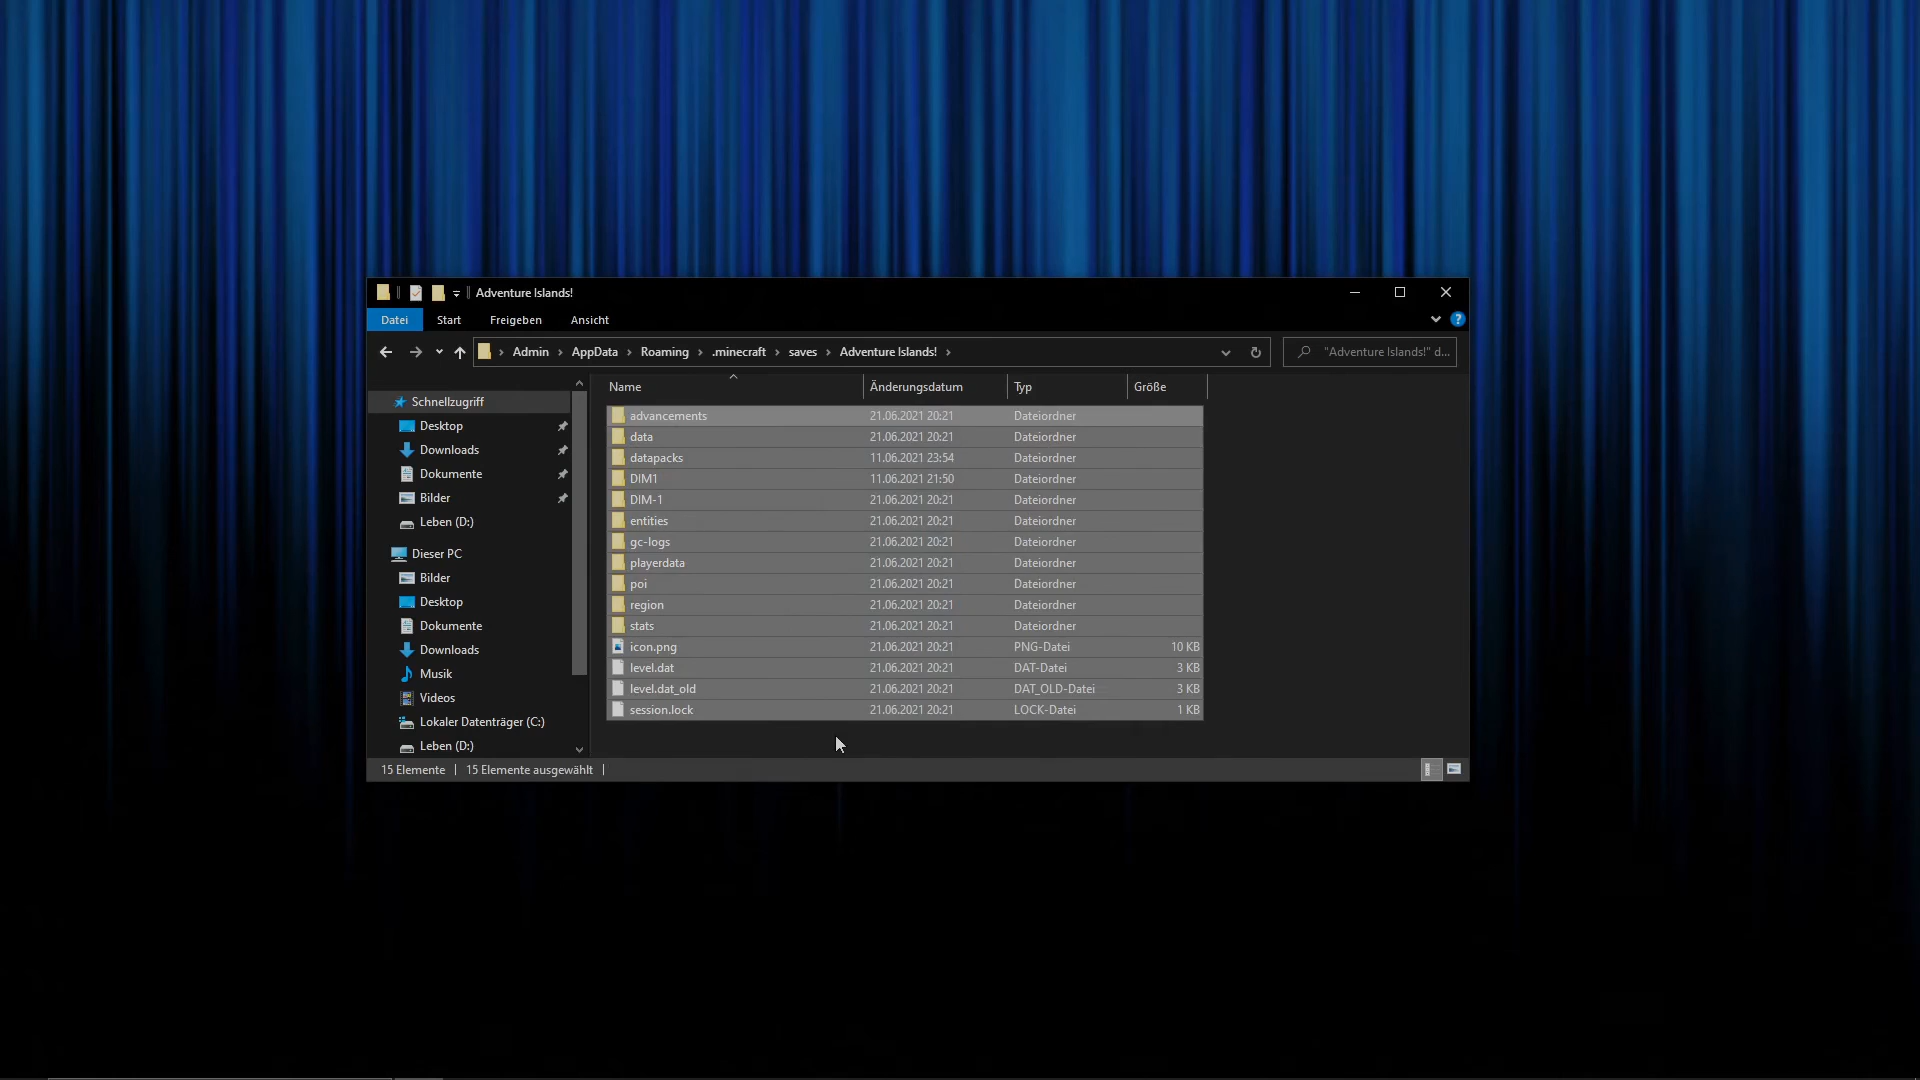 Adventure Islands!
Datei Start Freigeben Ansicht
Admin AppData Roaming .minecraft saves Adventure Islands! "Adventure Islands!" d...
Name Änderungsdatum Typ Größe
Schnellzugriff
Desktop
Downloads
Dokumente
Bilder
Leben (D:)
Dieser PC
Bilder
Desktop
Dokumente
Downloads
Musik
Videos
Lokaler Datenträger (C:)
Leben (D:)
advancements 21.06.2021 20:21 Dateiordner
data 21.06.2021 20:21 Dateiordner
datapacks 11.06.2021 23:54 Dateiordner
DIM1 11.06.2021 21:50 Dateiordner
DIM-1 21.06.2021 20:21 Dateiordner
entities 21.06.2021 20:21 Dateiordner
gc-logs 21.06.2021 20:21 Dateiordner
playerdata 21.06.2021 20:21 Dateiordner
poi 21.06.2021 20:21 Dateiordner
region 21.06.2021 20:21 Dateiordner
stats 21.06.2021 20:21 Dateiordner
icon.png 21.06.2021 20:21 PNG-Datei 10 KB
level.dat 21.06.2021 20:21 DAT-Datei 3 KB
level.dat_old 21.06.2021 20:21 DAT_OLD-Datei 3 KB
session.lock 21.06.2021 20:21 LOCK-Datei 1 KB
15 Elemente 15 Elemente ausgewählt